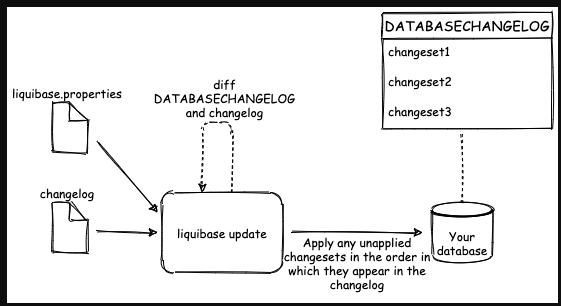 DATABASECHANGELOG
changeset1
changeset2
changeset3
liquibase.properties
diff
DATABASECHANGELOG
and changelog
changelog
liquibase update
Apply any unapplied
changesets in the order in
which they appear in the
changelog
Your
database